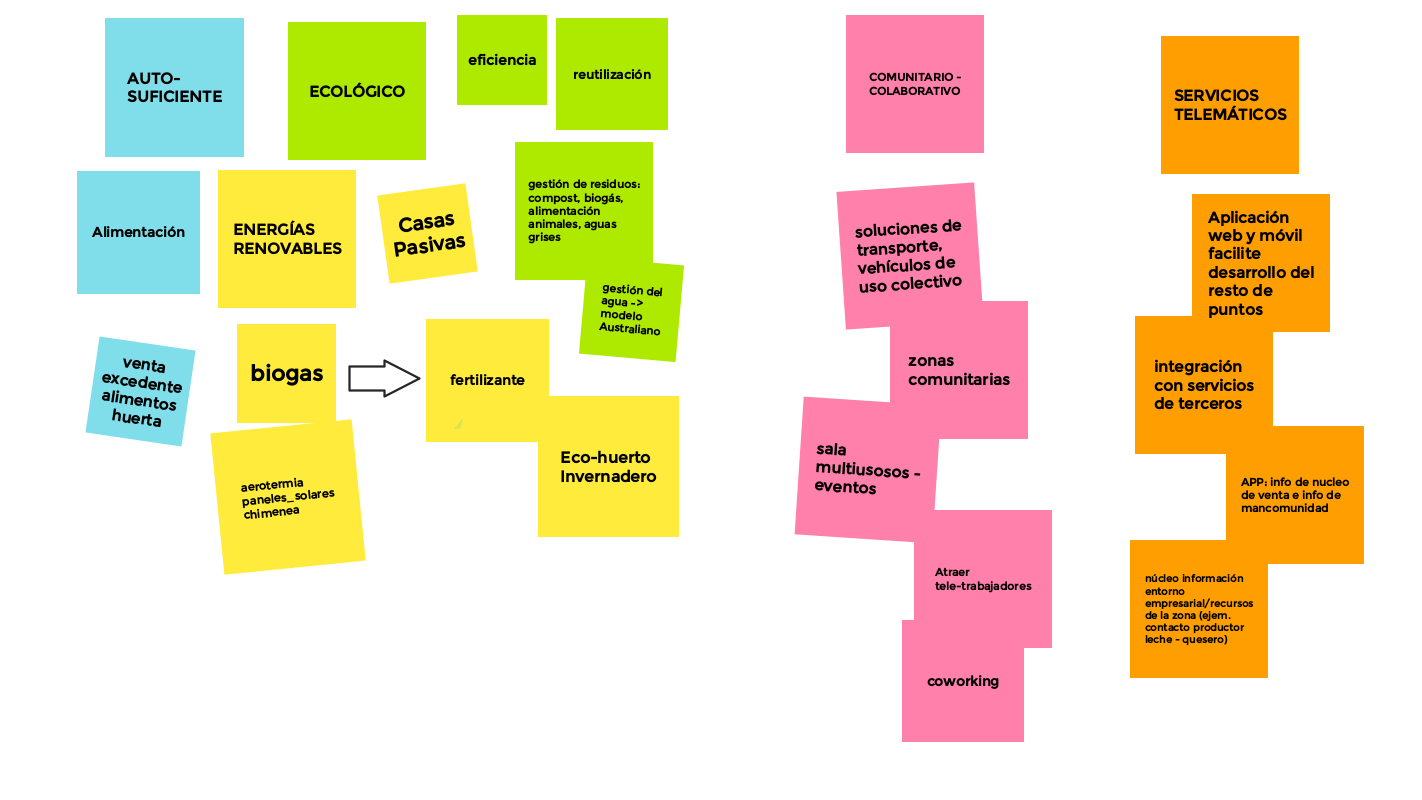 AUTO-
SUFICIENTE
ECOLÓGICO
eficiencia
reutilización
COMUNITARIO -
COLABORATIVO
SERVICIOS
TELEMÁTICOS
Alimentación
ENERGÍAS
RENOVABLES
Casas
Pasivas
gestión de residuos:
compost, biogás,
alimentación
animales, aguas
grises
gestión del
agua ->
modelo
Australiano
venta
excedente
alimentos
huerta
biogas
fertilizante
aerotermia
paneles_solares
chimenea
Eco-huerto
Invernadero
soluciones de
transporte,
vehículos de
uso colectivo
zonas
comunitarias
sala
multiusosos -
eventos
Atraer
tele-trabajadores
coworking
Aplicación
web y móvil
facilite
desarrollo del
resto de
puntos
integración
con servicios
de terceros
APP: info de nucleo
de venta e info de
mancomunidad
núcleo información
entorno
empresarial/recursos
de la zona (ejem.
contacto productor
leche - quesero)